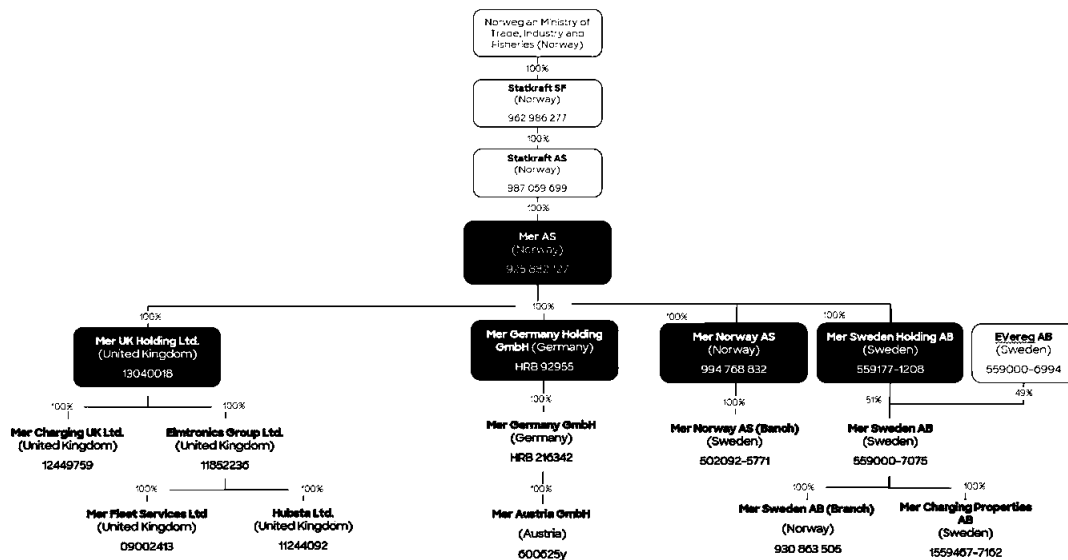 Norwegian Ministry of
Trade, Industry and
Fisheries (Norway)
100%
Statkraft SF
(Norway)
962 986 277
100%
Statkraft AS
(Norway)
987 059 699
100%
Mer AS
(Norway)
100%
100%
100%
100%
Mer UK Holding Ltd.
(United Kingdom)
13040018
Mer Germany Holding
GmbH (Germany)
HRB 92955
Mer Norway AS
(Norway)
994 768 832
Mer Sweden Holding AB
(Sweden)
559177-1208
EVereg AB
(Sweden)
559000-6994
100%
100%
100%
100%
51%
49%
Mer Charging UK Ltd.
(United Kingdom)
12449759
Elmtronics Group Ltd.
(United Kingdom)
11852236
Mer Germany GmbH
(Germany)
HRB 216342
Mer Norway AS (Banch)
(Sweden)
502092-5771
Mer Sweden AB
(Sweden)
559000-7075
100%
100%
100%
100%
100%
Mer Fleet Services Ltd
(United Kingdom)
09002413
Hubsta Ltd.
(United Kingdom)
11244092
Mer Austria GmbH
(Austria)
600625y
Mer Sweden AB (Branch)
(Norway)
930 863 506
Mer Charging Properties
AB
(Sweden)
1559467-7162